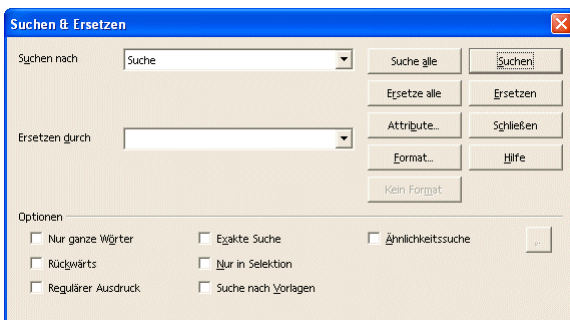 Suchen & Ersetzen
Suchen nach
Suche
Suche alle
Suchen
Ersetze alle
Ersetzen
Ersetzen durch
Attribute...
Schließen
Format...
Hilfe
Kein Format
Optionen
Nur ganze Wörter
Exakte Suche
Ähnlichkeitssuche
...
Rückwärts
Nur in Selektion
Regulärer Ausdruck
Suche nach Vorlagen